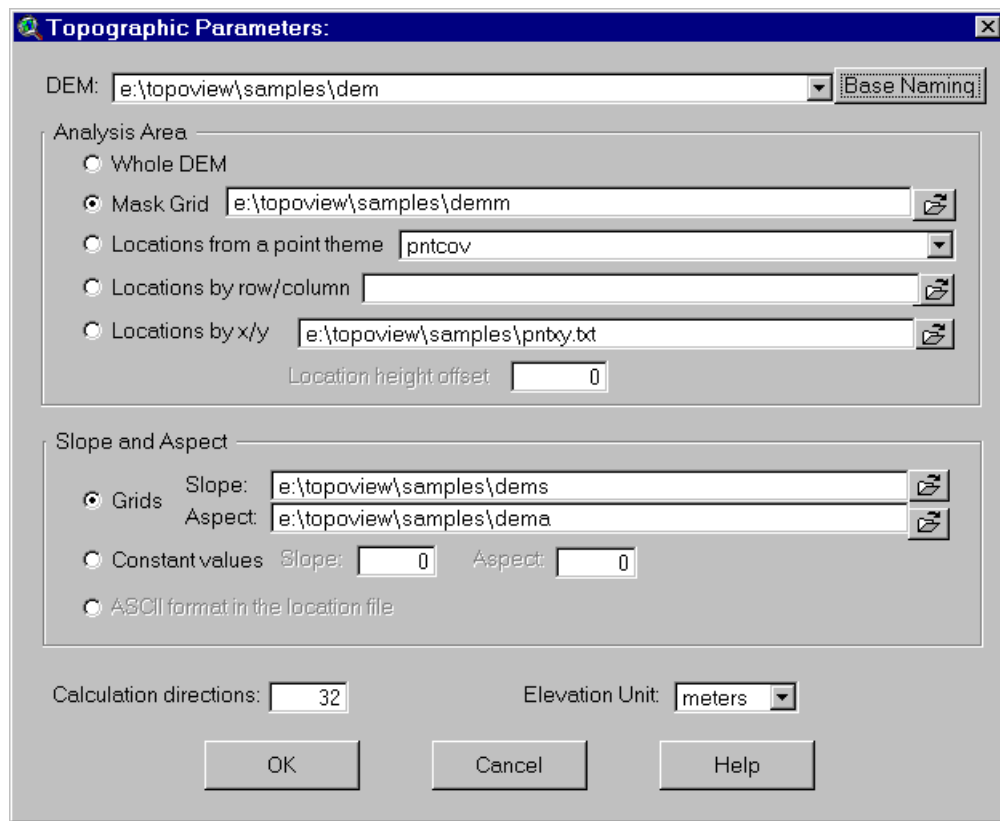 Topographic Parameters:
DEM: e:\topoview\samples\dem Base Naming
Analysis Area
Whole DEM
Mask Grid e:\topoview\samples\demm
Locations from a point theme pntcov
Locations by row/column
Locations by x/y e:\topoview\samples\pntxy.txt
Location height offset 0
Slope and Aspect
Grids Slope: e:\topoview\samples\dems
Aspect: e:\topoview\samples\dema
Constant values Slope: 0 Aspect: 0
ASCII format in the location file
Calculation directions: 32 Elevation Unit: meters
OK Cancel Help